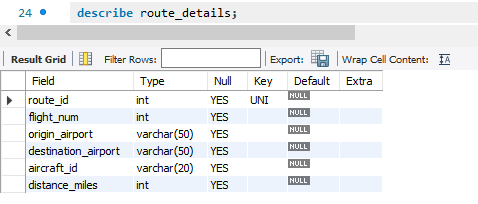 24 describe route_details;
Result Grid Filter Rows: Export: Wrap Cell Content: IA
Field Type Null Key Default Extra
route_id int YES UNI NULL
flight_num int YES NULL
origin_airport varchar(50) YES NULL
destination_airport varchar(50) YES NULL
aircraft_id varchar(20) YES NULL
distance_miles int YES NULL